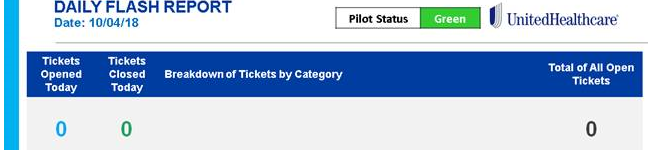 DAILY FLASH REPORT
Date: 10/04/18
Pilot Status Green
UnitedHealthcare
Tickets Opened Today
Tickets Closed Today
Breakdown of Tickets by Category
Total of All Open Tickets
0 0 0